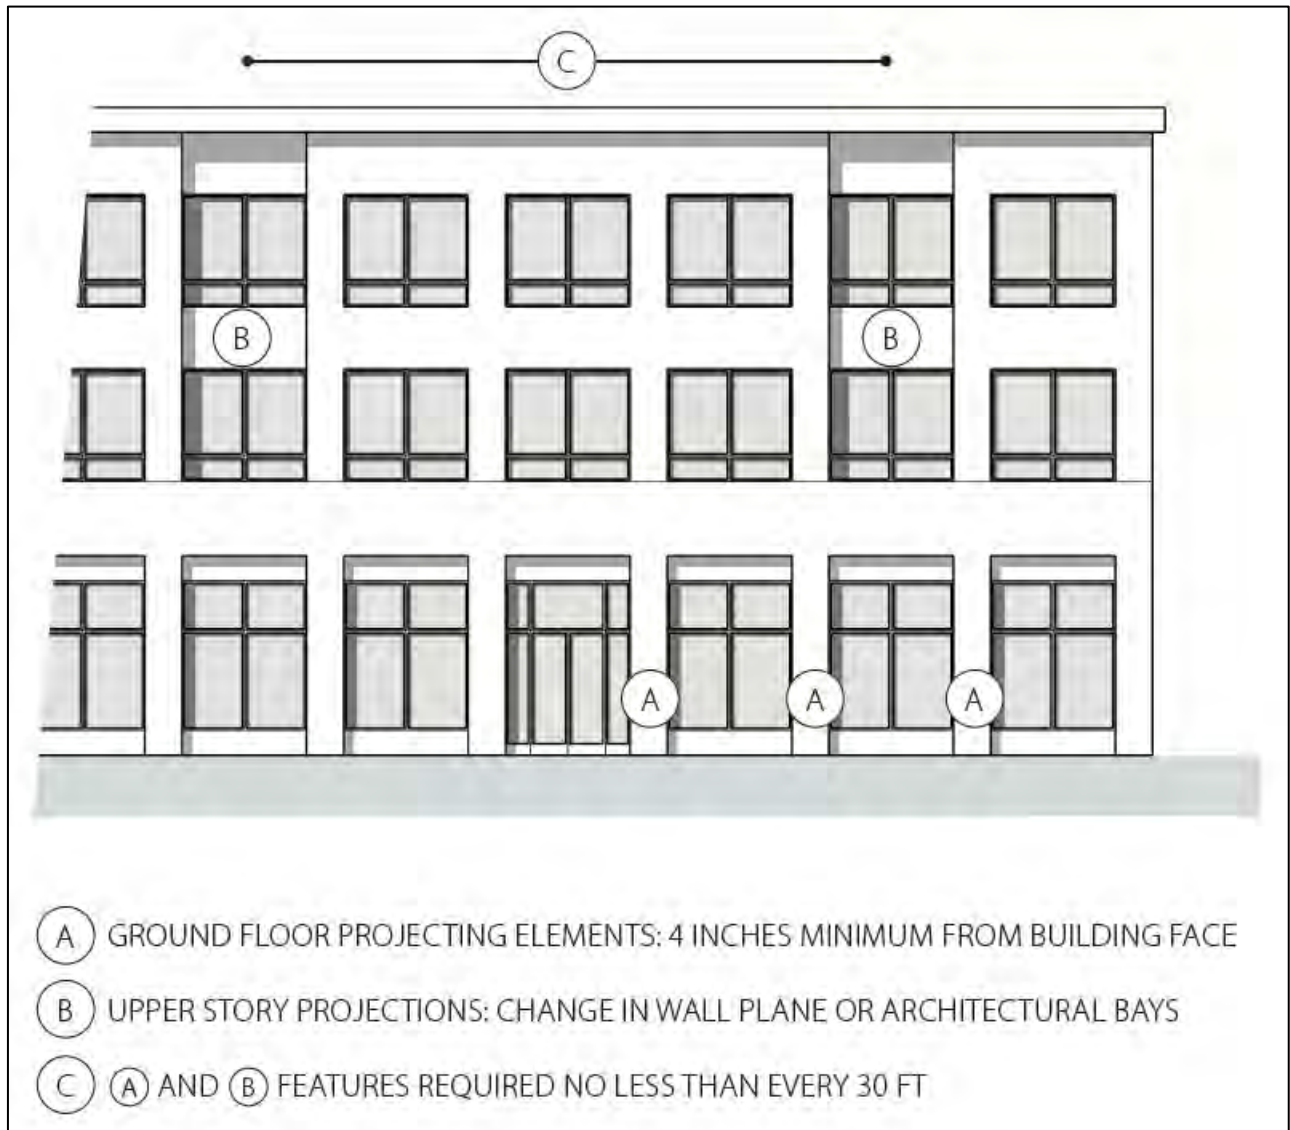 C
B B
A A A
A GROUND FLOOR PROJECTING ELEMENTS: 4 INCHES MINIMUM FROM BUILDING FACE
B UPPER STORY PROJECTIONS: CHANGE IN WALL PLANE OR ARCHITECTURAL BAYS
C A AND B FEATURES REQUIRED NO LESS THAN EVERY 30 FT